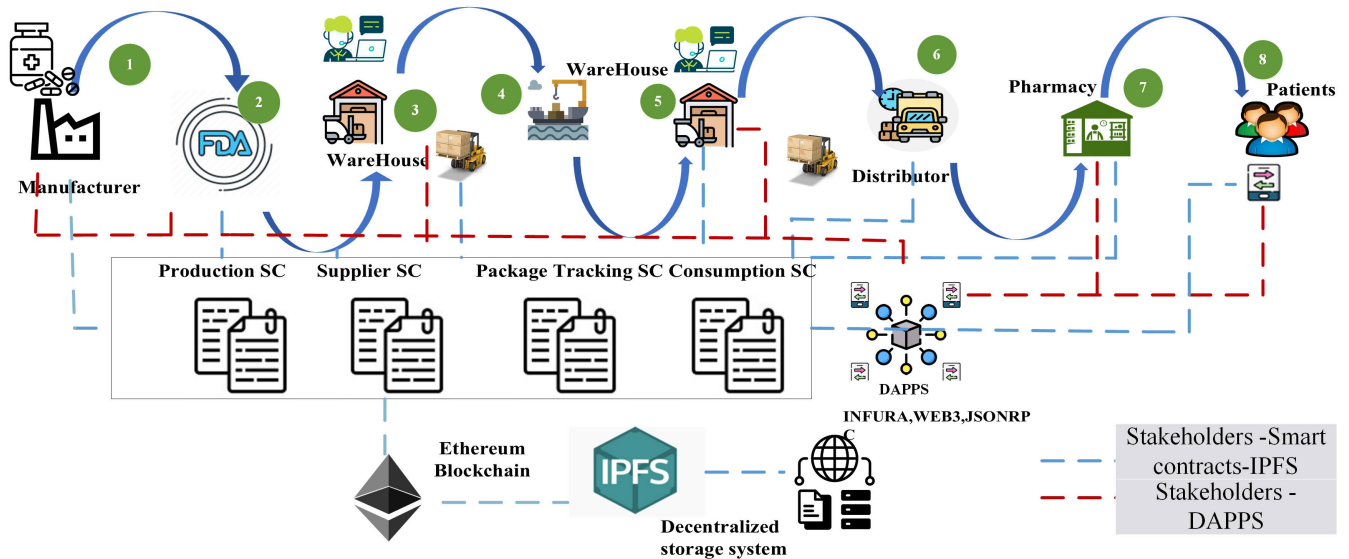 1
2
3
4
5
6
7
8
WareHouse
WareHouse
Pharmacy
Patients
FDA
WareHouse
Manufacturer
Distributor
Production SC
Supplier SC
Package Tracking SC
Consumption SC
DAPPS
INFURA,WEB3,JSONRP
C
Ethereum
Blockchain
IPFS
Decentralized
storage system
Stakeholders -Smart
contracts-IPFS
Stakeholders -
DAPPS